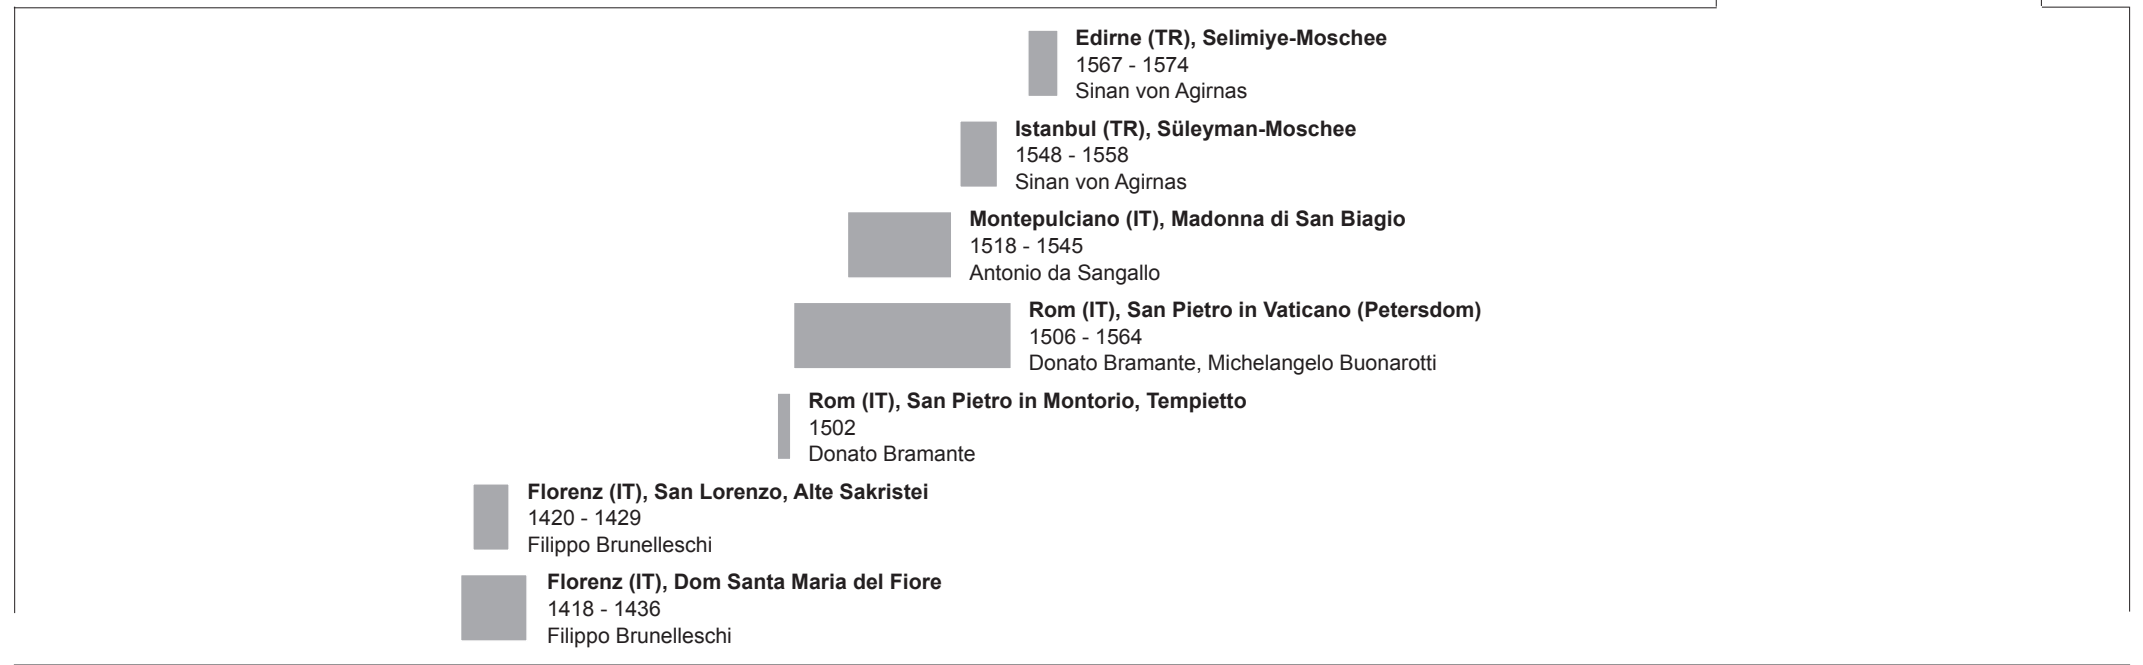 Edirne (TR), Selimiye-Moschee
1567 - 1574
Sinan von Agirnas
Istanbul (TR), Süleyman-Moschee
1548 - 1558
Sinan von Agirnas
Montepulciano (IT), Madonna di San Biagio
1518 - 1545
Antonio da Sangallo
Rom (IT), San Pietro in Vaticano (Petersdom)
1506 - 1564
Donato Bramante, Michelangelo Buonarotti
Rom (IT), San Pietro in Montorio, Tempietto
1502
Donato Bramante
Florenz (IT), San Lorenzo, Alte Sakristei
1420 - 1429
Filippo Brunelleschi
Florenz (IT), Dom Santa Maria del Fiore
1418 - 1436
Filippo Brunelleschi